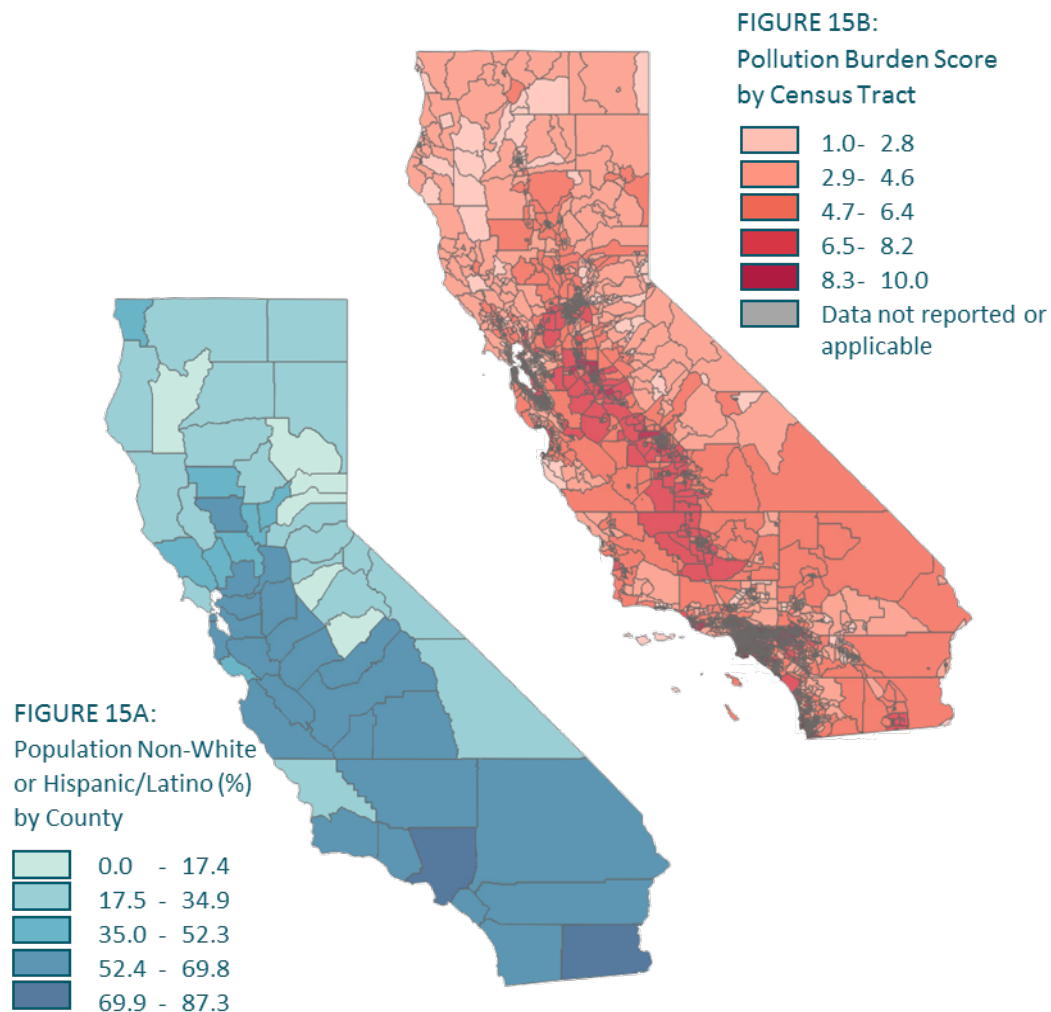 FIGURE 15B:
Pollution Burden Score
by Census Tract
1.0- 2.8
2.9- 4.6
4.7- 6.4
6.5- 8.2
8.3- 10.0
Data not reported or
applicable
FIGURE 15A:
Population Non-White
or Hispanic/Latino (%)
by County
0.0 - 17.4
17.5 - 34.9
35.0 - 52.3
52.4 - 69.8
69.9 - 87.3